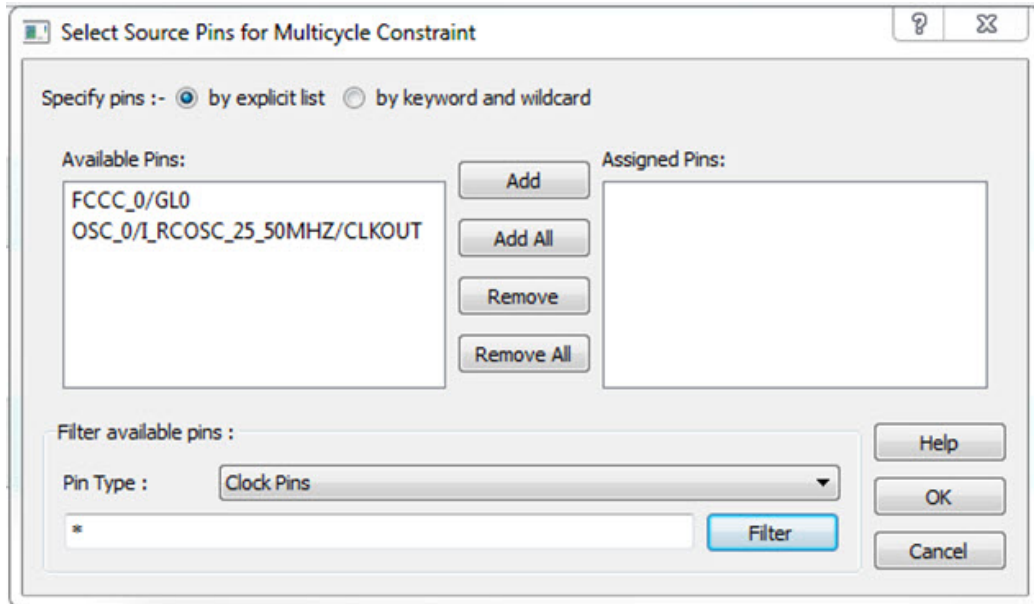 Select Source Pins for Multicycle Constraint
Specify pins :- by explicit list by keyword and wildcard
Available Pins:
FCCC_0/GL0
OSC_0/I_RCOSC_25_50MHZ/CLKOUT
Add
Add All
Remove
Remove All
Assigned Pins:
Filter available pins :
Pin Type : Clock Pins
*
Filter
Help
OK
Cancel